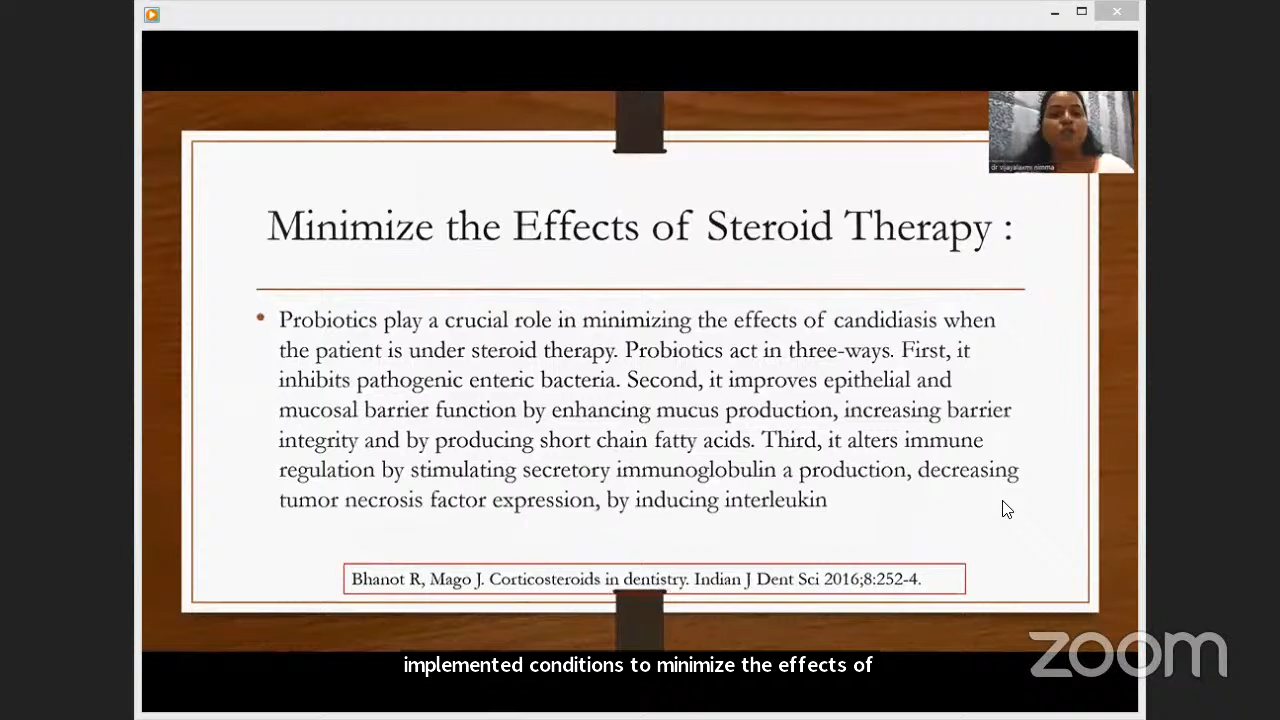 dr vijayalaxmi nimma
Minimize the Effects of Steroid Therapy :
• Probiotics play a crucial role in minimizing the effects of candidiasis when
the patient is under steroid therapy. Probiotics act in three-ways. First, it
inhibits pathogenic enteric bacteria. Second, it improves epithelial and
mucosal barrier function by enhancing mucus production, increasing barrier
integrity and by producing short chain fatty acids. Third, it alters immune
regulation by stimulating secretory immunoglobulin a production, decreasing
tumor necrosis factor expression, by inducing interleukin
Bhanot R, Mago J. Corticosteroids in dentistry. Indian J Dent Sci 2016;8:252-4.
implemented conditions to minimize the effects of
zoom